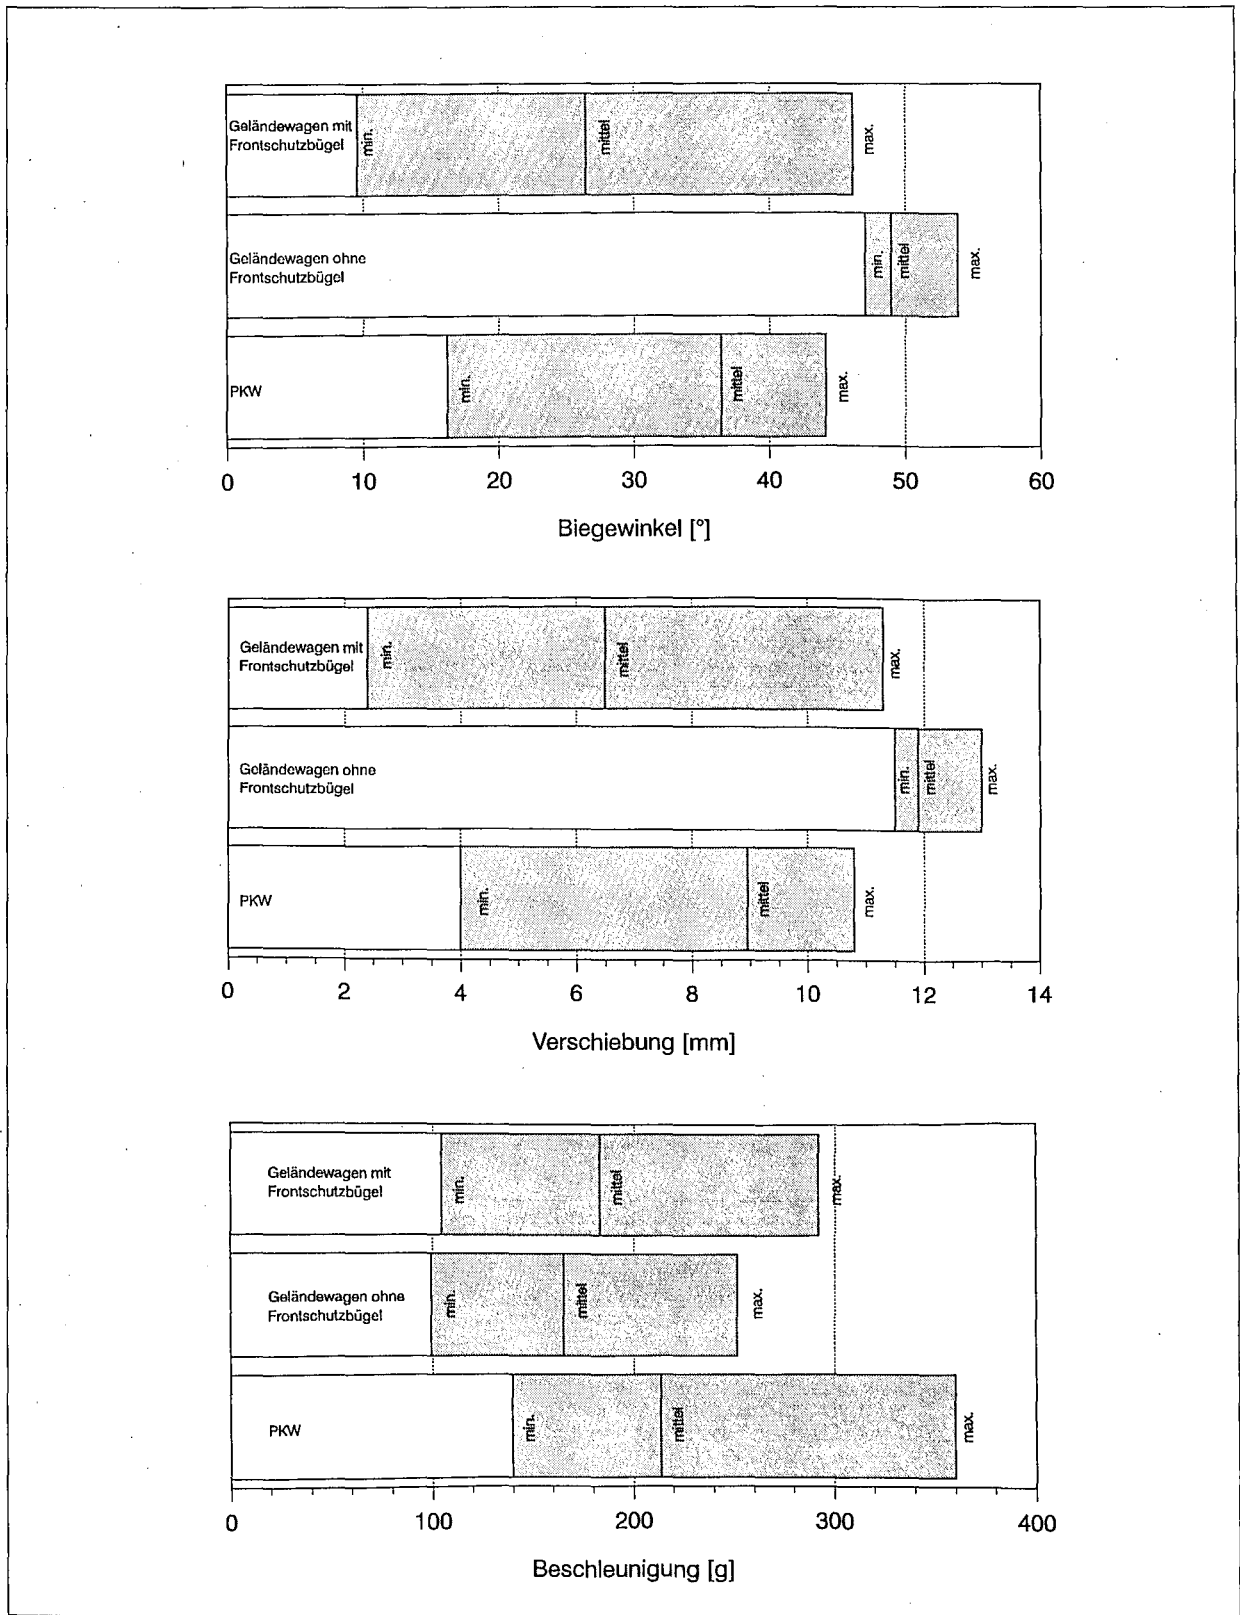 Geländewagen mit
Frontschutzbügel
min.
mittel
max.
Geländewagen ohne
Frontschutzbügel
min.
mittel
max.
PKW
min.
mittel
max.
0 10 20 30 40 50 60
Biegewinkel [°]
Geländewagen mit
Frontschutzbügel
min.
mittel
max.
Geländewagen ohne
Frontschutzbügel
min.
mittel
max.
PKW
min.
mittel
max.
0 2 4 6 8 10 12 14
Verschiebung [mm]
Geländewagen mit
Frontschutzbügel
min.
mittel
max.
Geländewagen ohne
Frontschutzbügel
min.
mittel
max.
PKW
min.
mittel
max.
0 100 200 300 400
Beschleunigung [g]